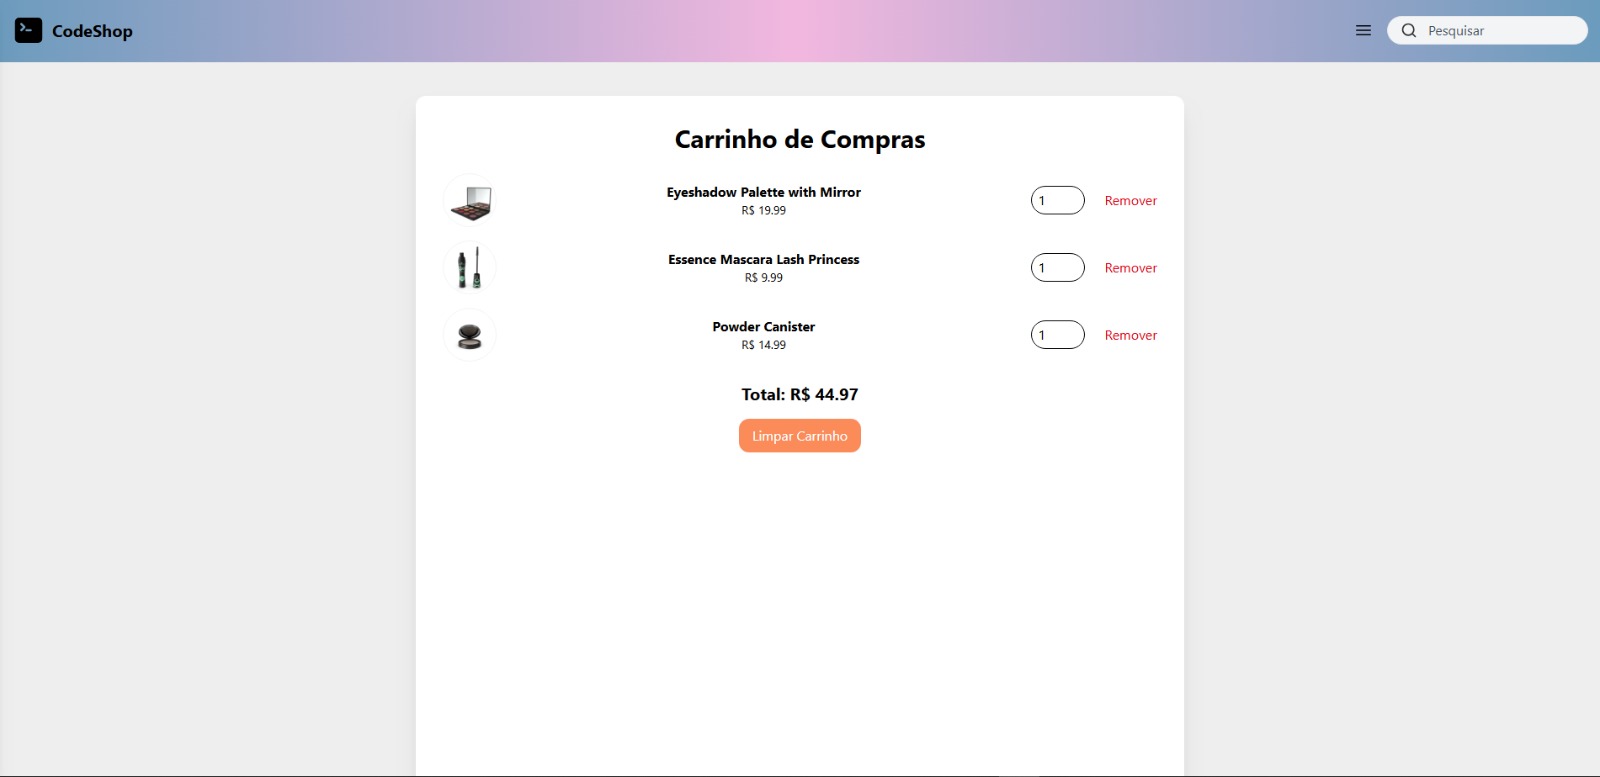 CodeShop
Pesquisar
Carrinho de Compras
Eyeshadow Palette with Mirror
R$ 19.99
1
Remover
Essence Mascara Lash Princess
R$ 9.99
1
Remover
Powder Canister
R$ 14.99
1
Remover
Total: R$ 44.97
Limpar Carrinho